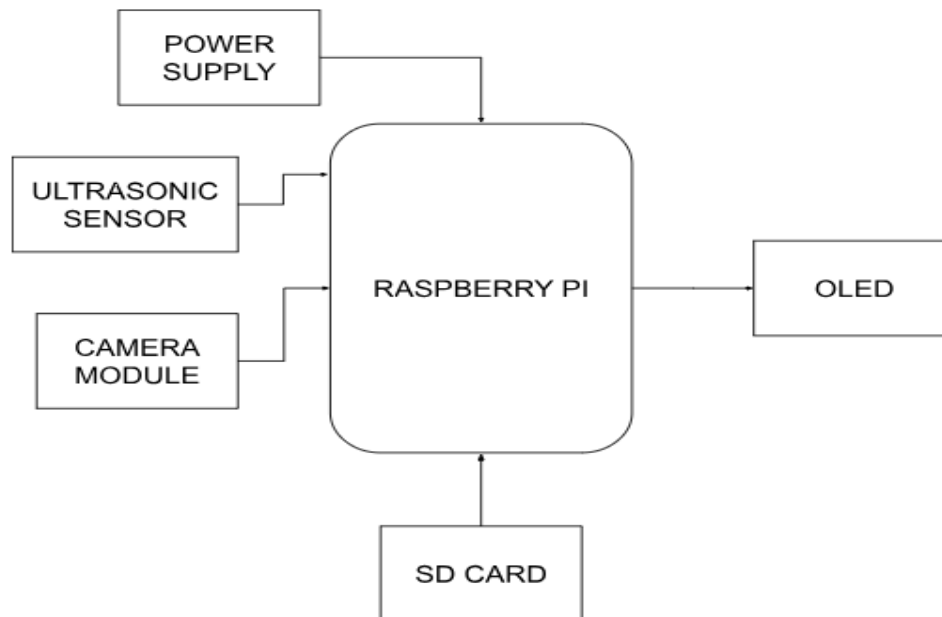 POWER
SUPPLY
ULTRASONIC
SENSOR
CAMERA
MODULE
RASPBERRY PI
OLED
SD CARD